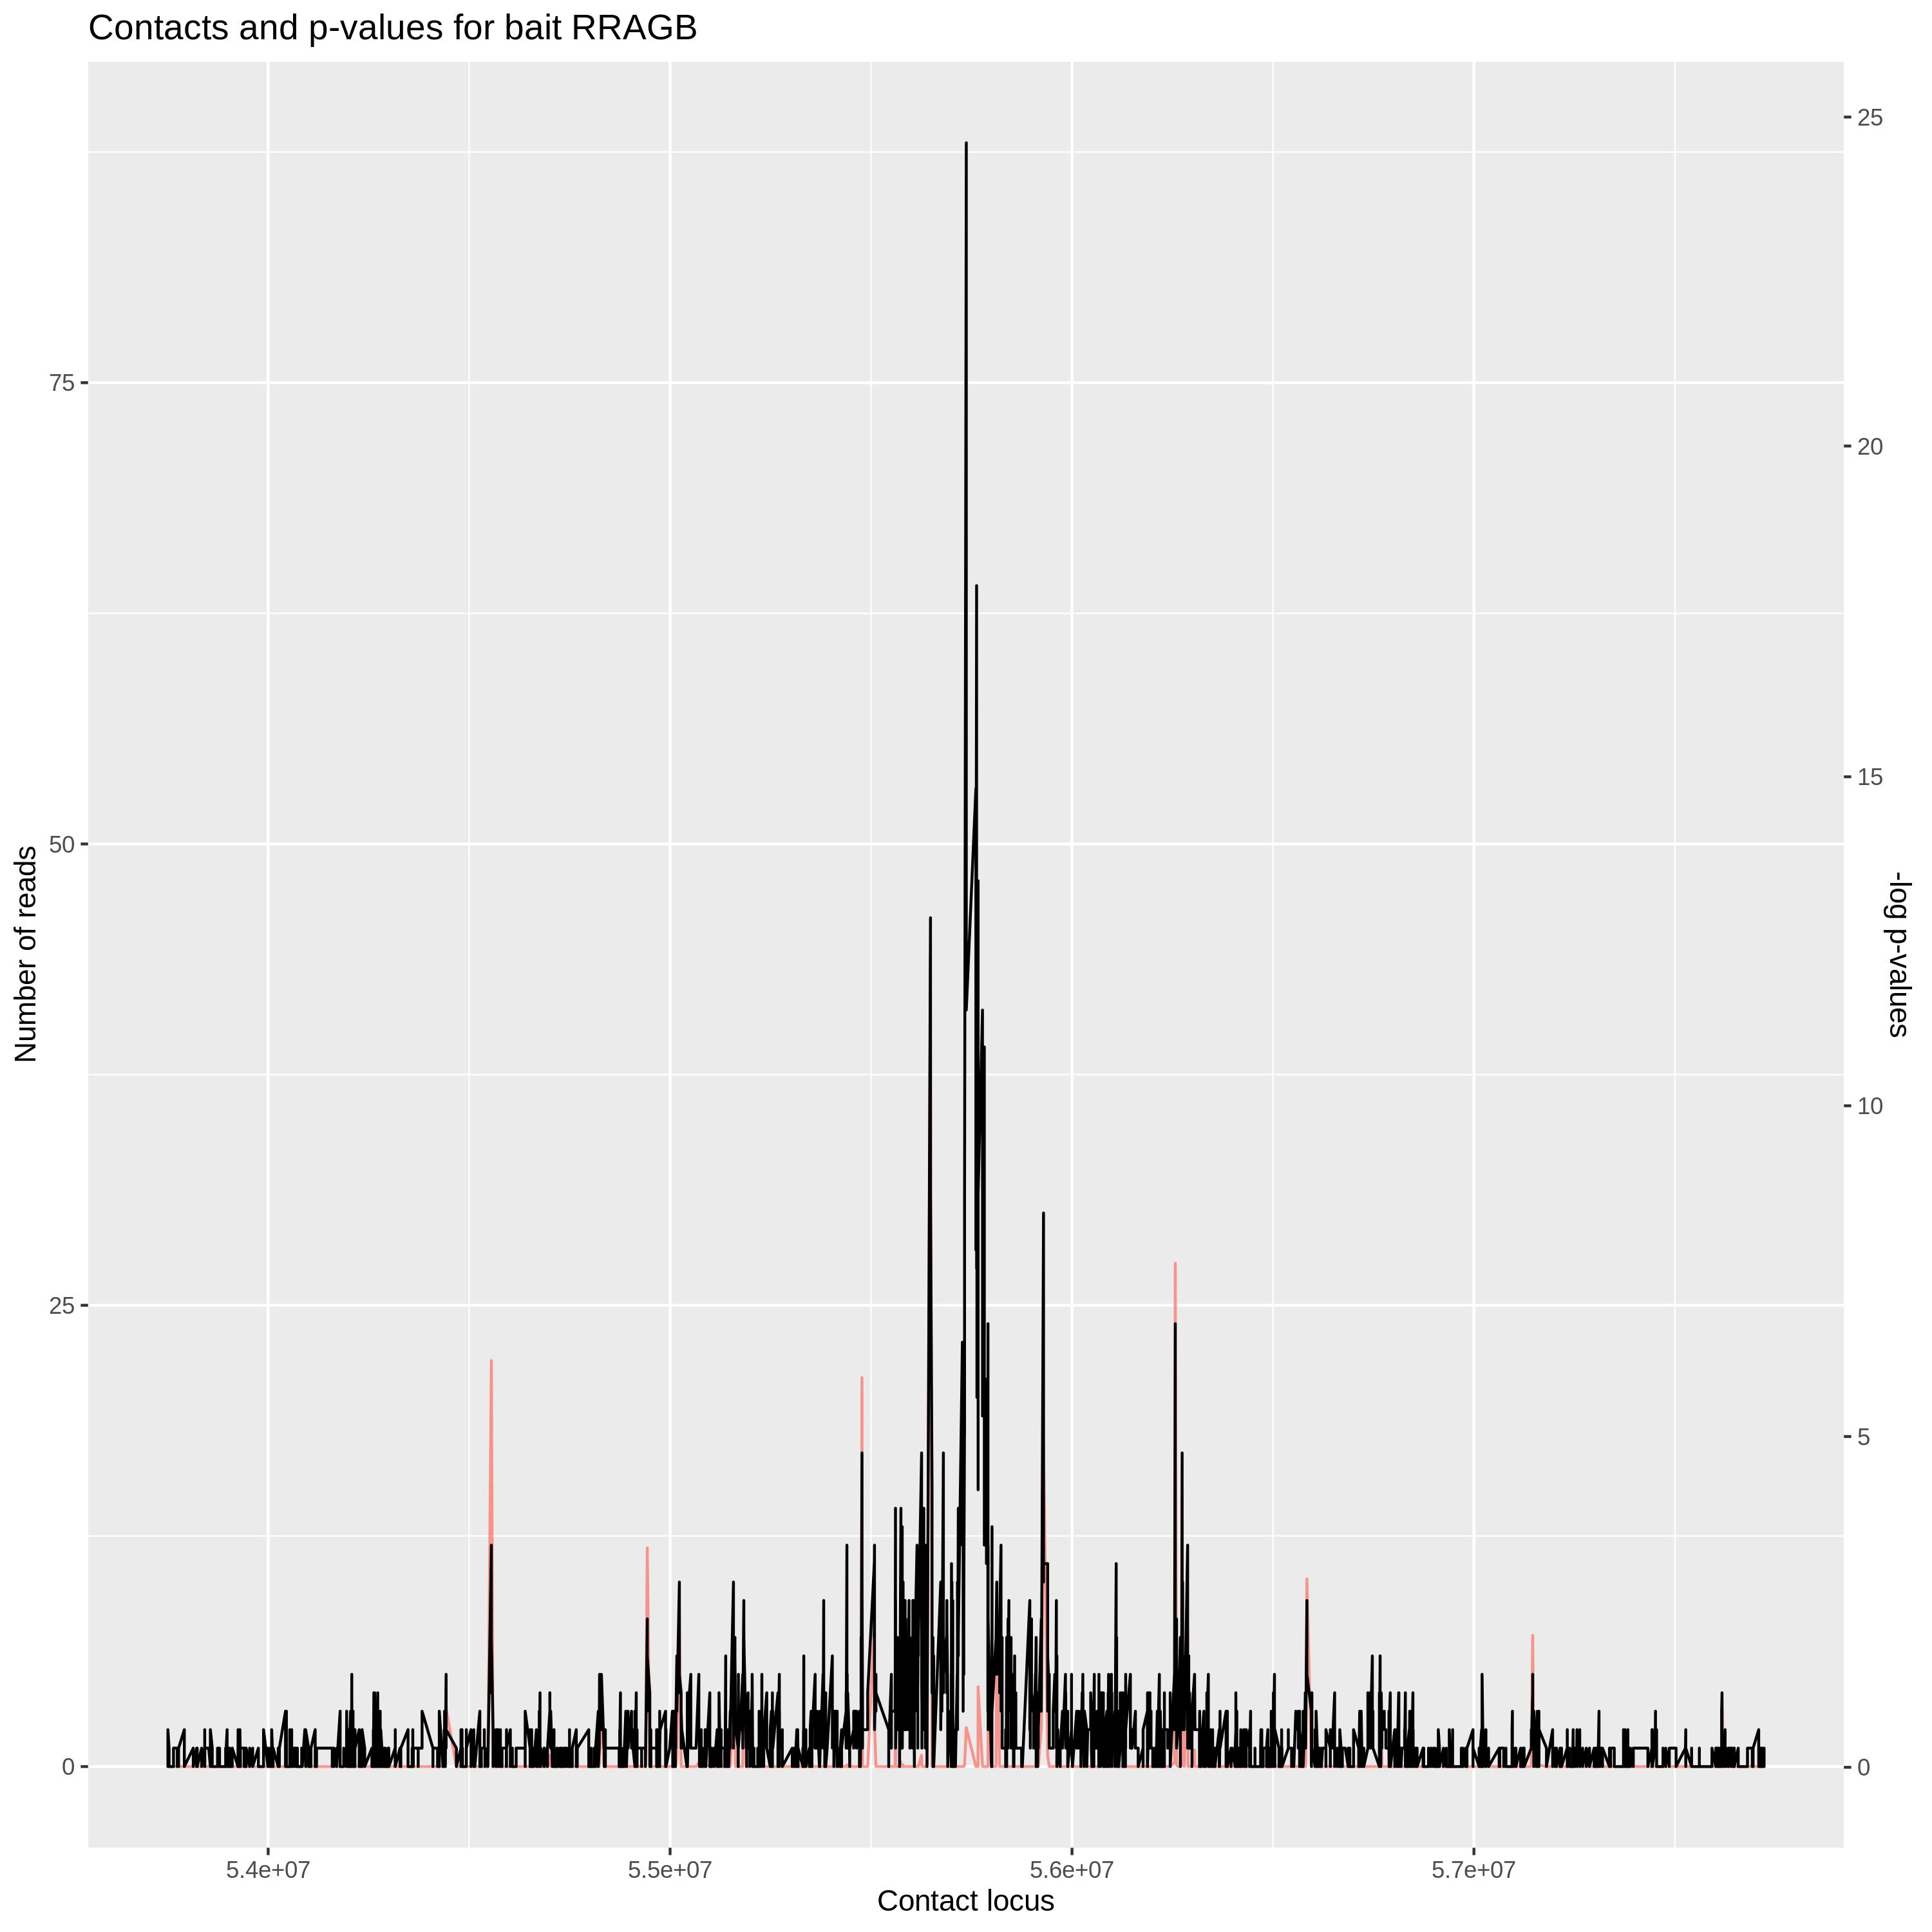 Contacts and p-values for bait RRAGB
25
20
75
15
50
Number of reads
-log p-values
10
25
5
0
0
5.4e+07
5.5e+07
5.6e+07
5.7e+07
Contact locus